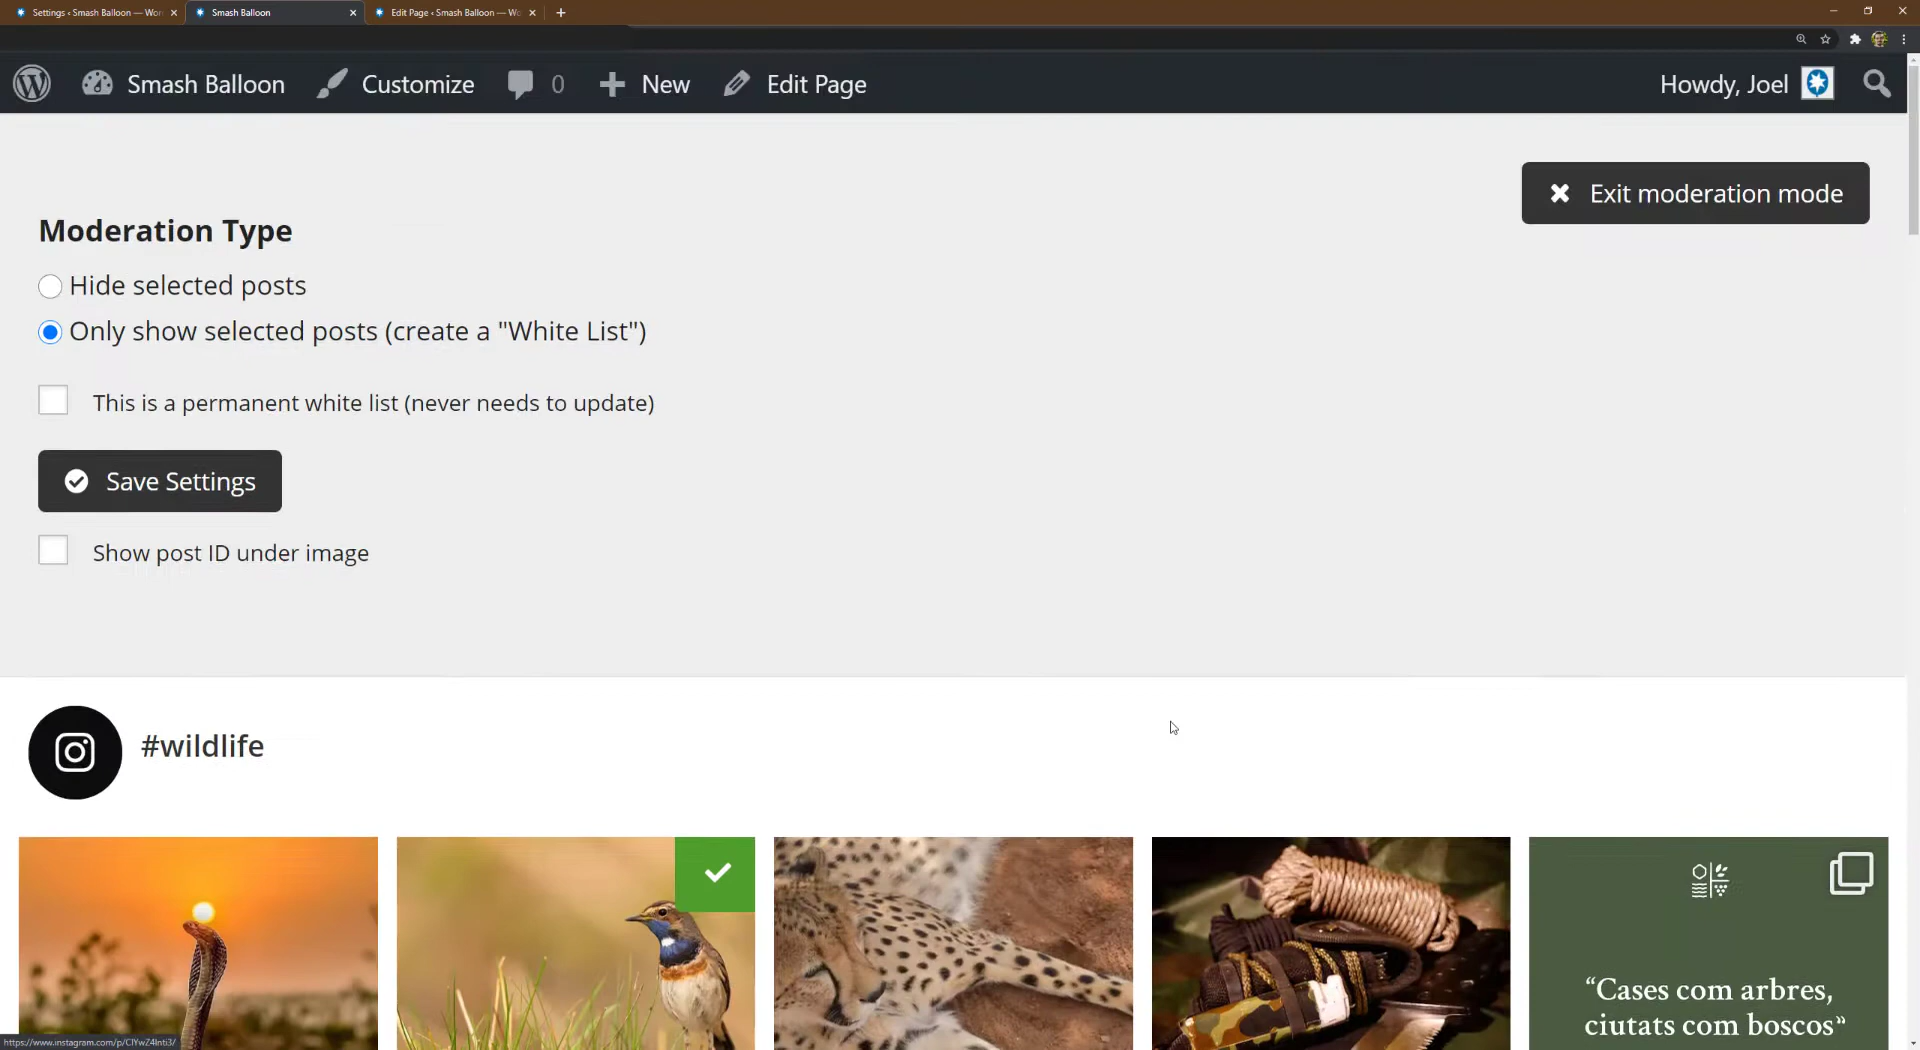 Settings ‹ Smash Balloon — Wor
Smash Balloon
Edit Page ‹ Smash Balloon — Wo
Smash Balloon
Customize
0
New
Edit Page
Howdy, Joel
Exit moderation mode
Moderation Type
Hide selected posts
Only show selected posts (create a "White List")
This is a permanent white list (never needs to update)
Save Settings
Show post ID under image
#wildlife
“Cases com arbres,
ciutats com boscos”